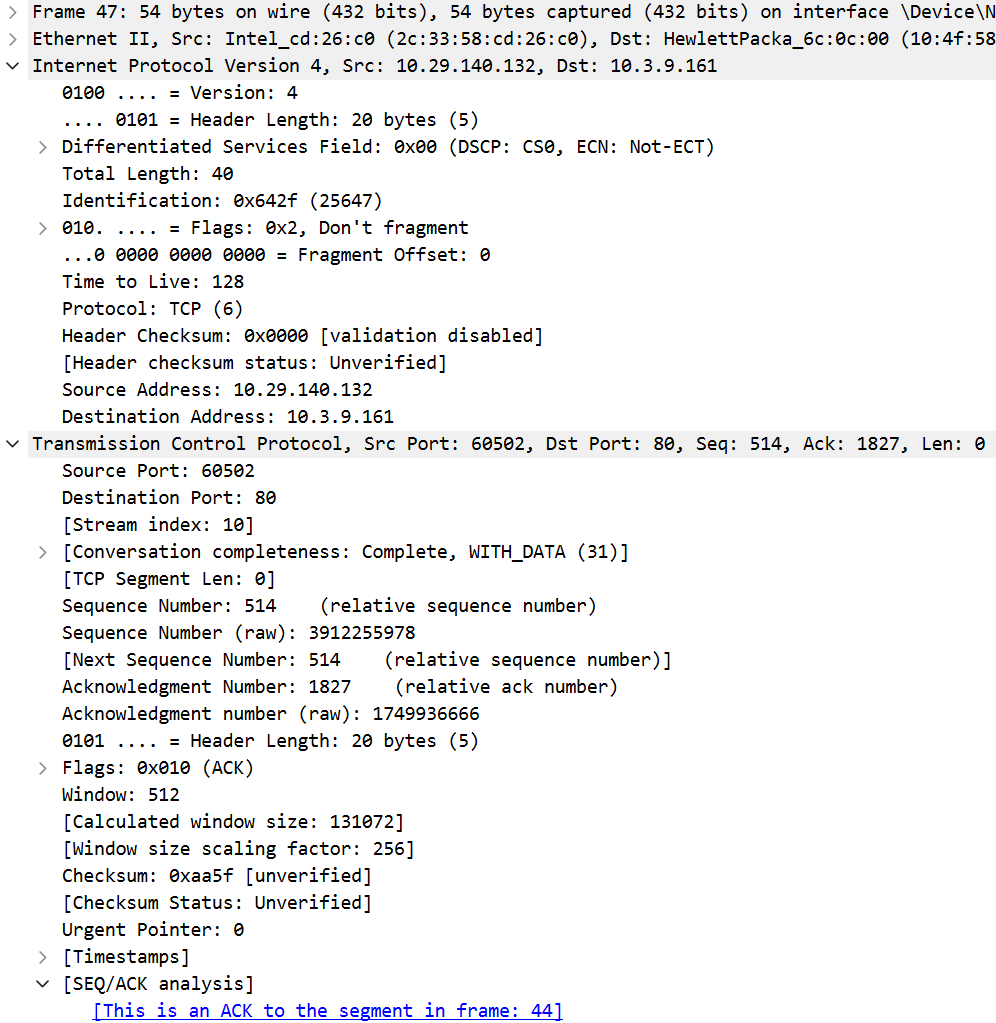 Frame 47: 54 bytes on wire (432 bits), 54 bytes captured (432 bits) on interface \Device\N
Ethernet II, Src: Intel_cd:26:c0 (2c:33:58:cd:26:c0), Dst: HewlettPacka_6c:0c:00 (10:4f:58
Internet Protocol Version 4, Src: 10.29.140.132, Dst: 10.3.9.161
0100 .... = Version: 4
.... 0101 = Header Length: 20 bytes (5)
Differentiated Services Field: 0x00 (DSCP: CS0, ECN: Not-ECT)
Total Length: 40
Identification: 0x642f (25647)
010. .... = Flags: 0x2, Don't fragment
...0 0000 0000 0000 = Fragment Offset: 0
Time to Live: 128
Protocol: TCP (6)
Header Checksum: 0x0000 [validation disabled]
[Header checksum status: Unverified]
Source Address: 10.29.140.132
Destination Address: 10.3.9.161
Transmission Control Protocol, Src Port: 60502, Dst Port: 80, Seq: 514, Ack: 1827, Len: 0
Source Port: 60502
Destination Port: 80
[Stream index: 10]
[Conversation completeness: Complete, WITH_DATA (31)]
[TCP Segment Len: 0]
Sequence Number: 514    (relative sequence number)
Sequence Number (raw): 3912255978
[Next Sequence Number: 514    (relative sequence number)]
Acknowledgment Number: 1827    (relative ack number)
Acknowledgment number (raw): 1749936666
0101 .... = Header Length: 20 bytes (5)
Flags: 0x010 (ACK)
Window: 512
[Calculated window size: 131072]
[Window size scaling factor: 256]
Checksum: 0xaa5f [unverified]
[Checksum Status: Unverified]
Urgent Pointer: 0
[Timestamps]
[SEQ/ACK analysis]
[This is an ACK to the segment in frame: 44]